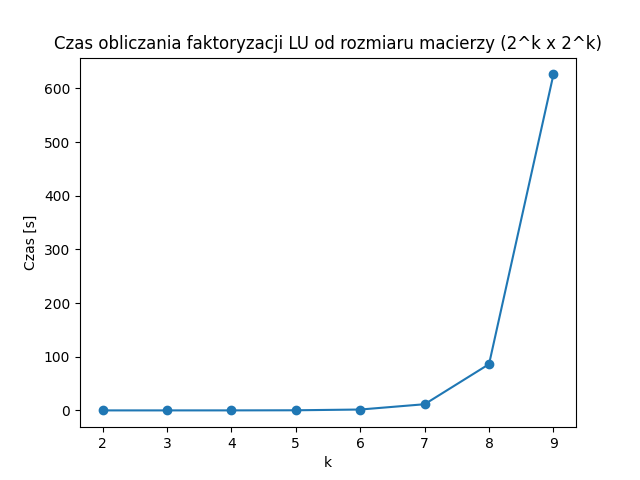 Czas obliczania faktoryzacji LU od rozmiaru macierzy (2^k x 2^k)
600
500
400
300
200
100
0
Czas [s]
2 3 4 5 6 7 8 9
k